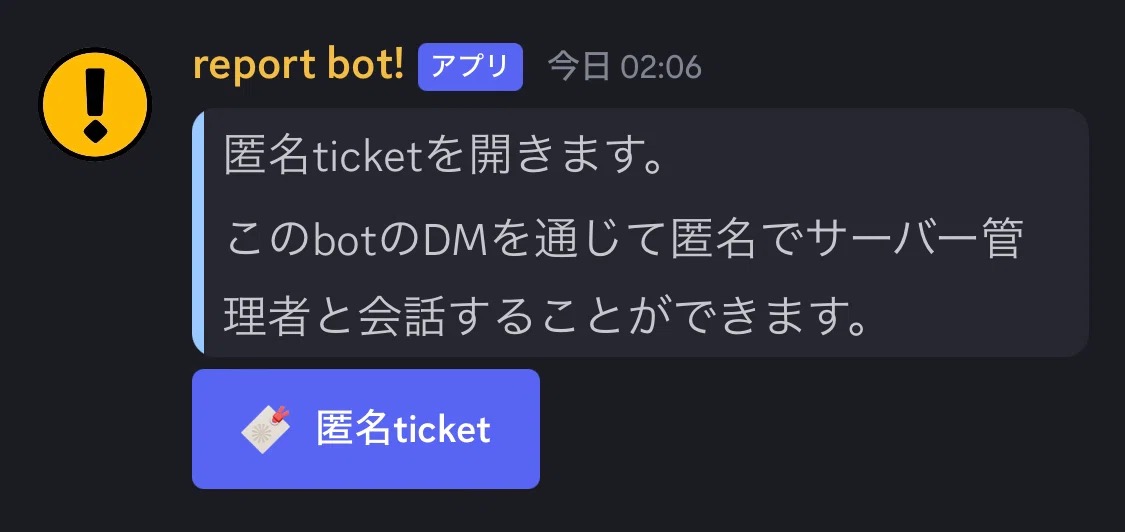 report bot! アプリ 今日 02:06
匿名ticketを開きます。
このbotのDMを通じて匿名でサーバー管
理者と会話することができます。
匿名ticket